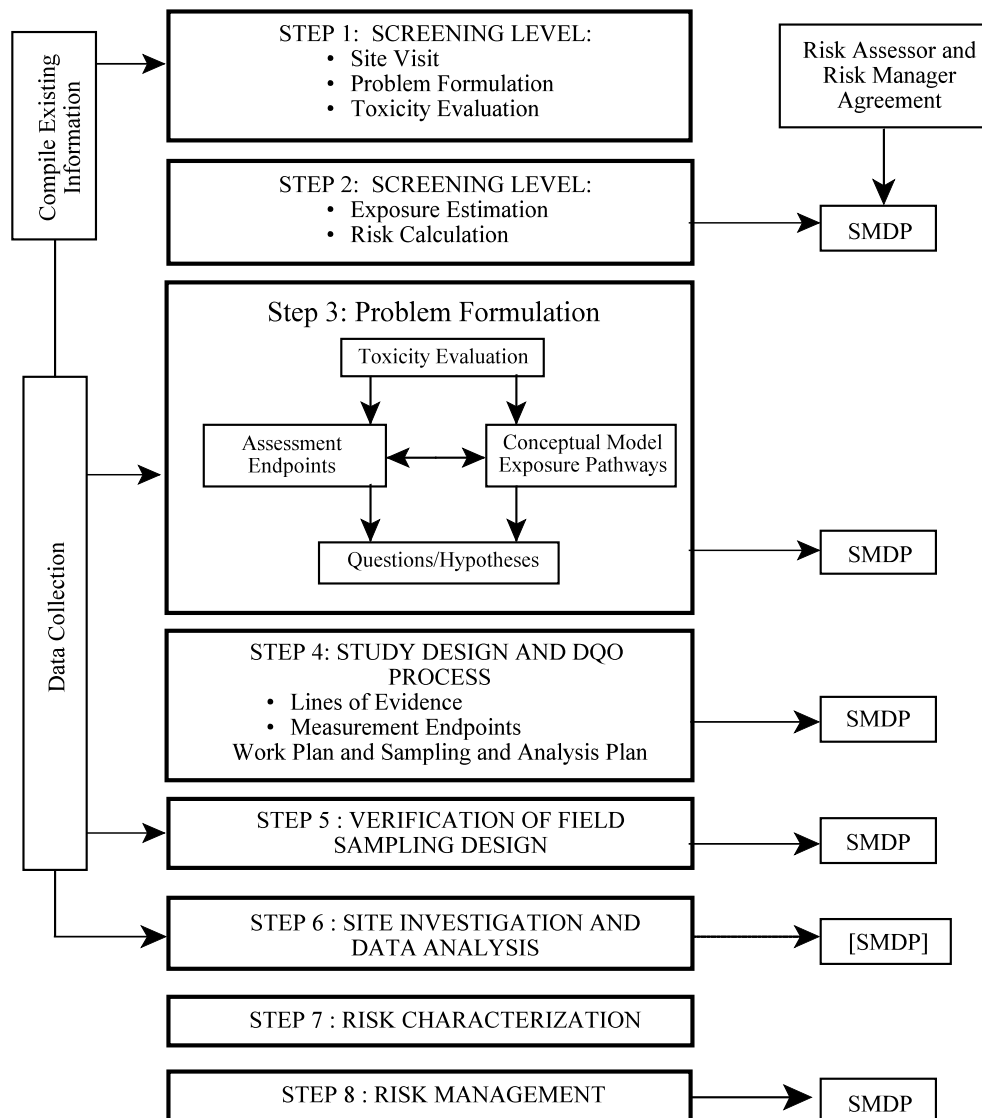 Compile Existing
Information
STEP 1: SCREENING LEVEL:
• Site Visit
• Problem Formulation
• Toxicity Evaluation
Risk Assessor and
Risk Manager
Agreement
STEP 2: SCREENING LEVEL:
• Exposure Estimation
• Risk Calculation
SMDP
Data Collection
Step 3: Problem Formulation
Toxicity Evaluation
Assessment
Endpoints
Conceptual Model
Exposure Pathways
Questions/Hypotheses
SMDP
STEP 4: STUDY DESIGN AND DQO
PROCESS
• Lines of Evidence
• Measurement Endpoints
Work Plan and Sampling and Analysis Plan
SMDP
STEP 5 : VERIFICATION OF FIELD
SAMPLING DESIGN
SMDP
STEP 6 : SITE INVESTIGATION AND
DATA ANALYSIS
[SMDP]
STEP 7 : RISK CHARACTERIZATION
STEP 8 : RISK MANAGEMENT
SMDP